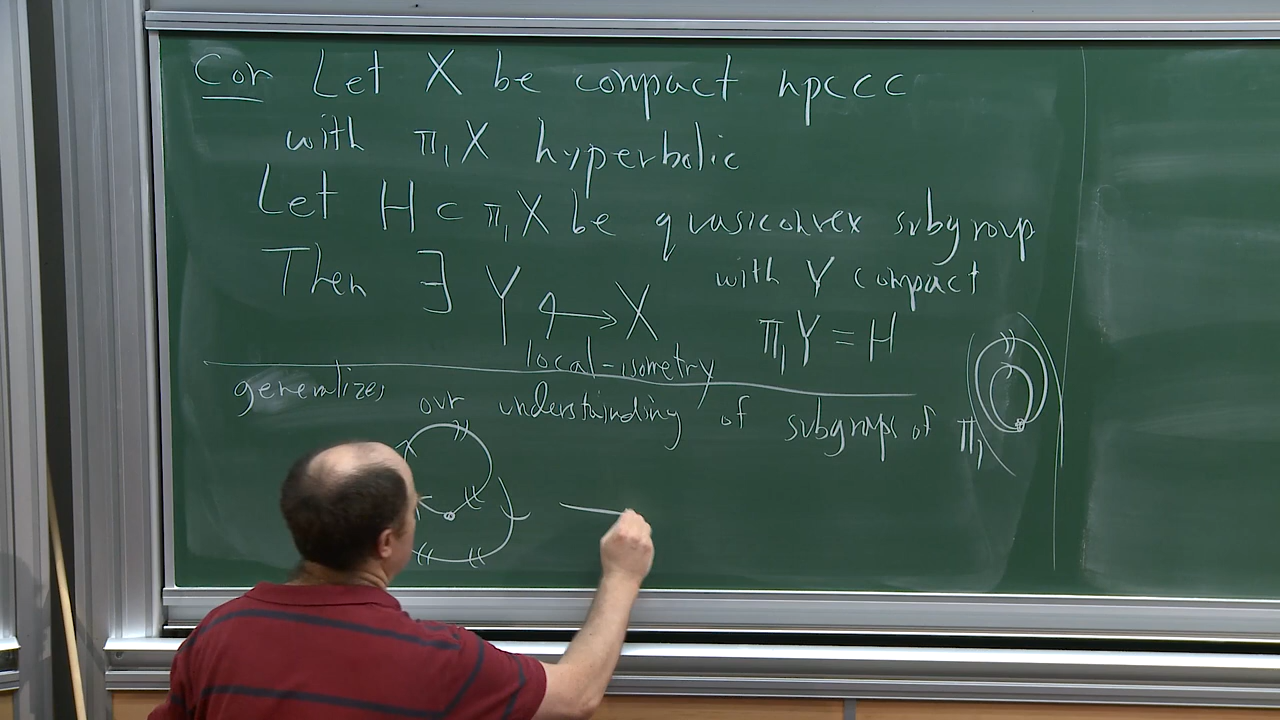 Cor Let X be compact npccc
with π₁X hyperbolic
Let H ⊂ π₁X be quasiconvex subgroup
Then ∃ Y ↪ X with Y compact
local-isometry π₁Y = H
generalizes our understainding of subgroups of π₁